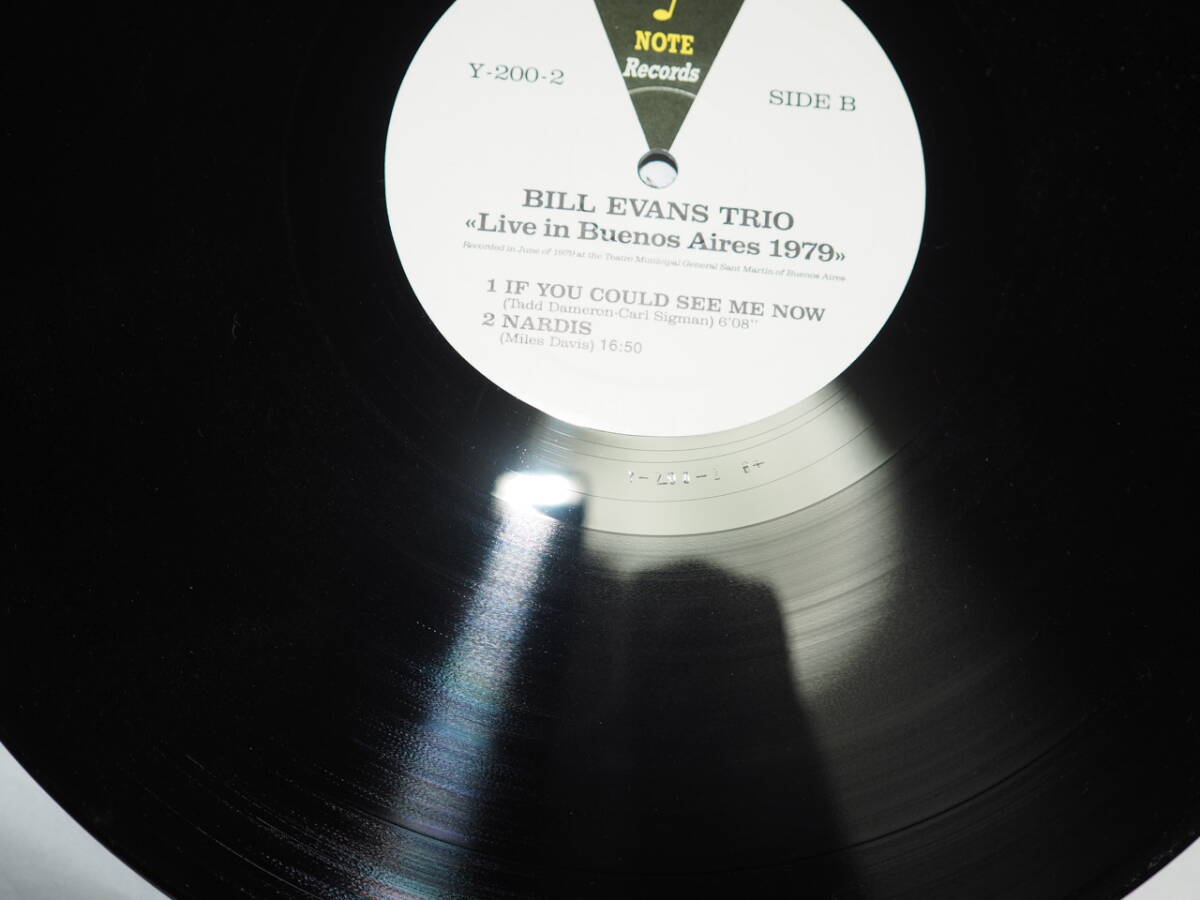 NOTE
Records
Y-200-2
SIDE B
BILL EVANS TRIO
«Live in Buenos Aires 1979»
Recorded in June of 1979 at the Teatre Municipal General Sant Martin of Buenos Aires
1 IF YOU COULD SEE ME NOW
(Tadd Dameron-Carl Sigman) 6'08''
2 NARDIS
(Miles Davis) 16:50